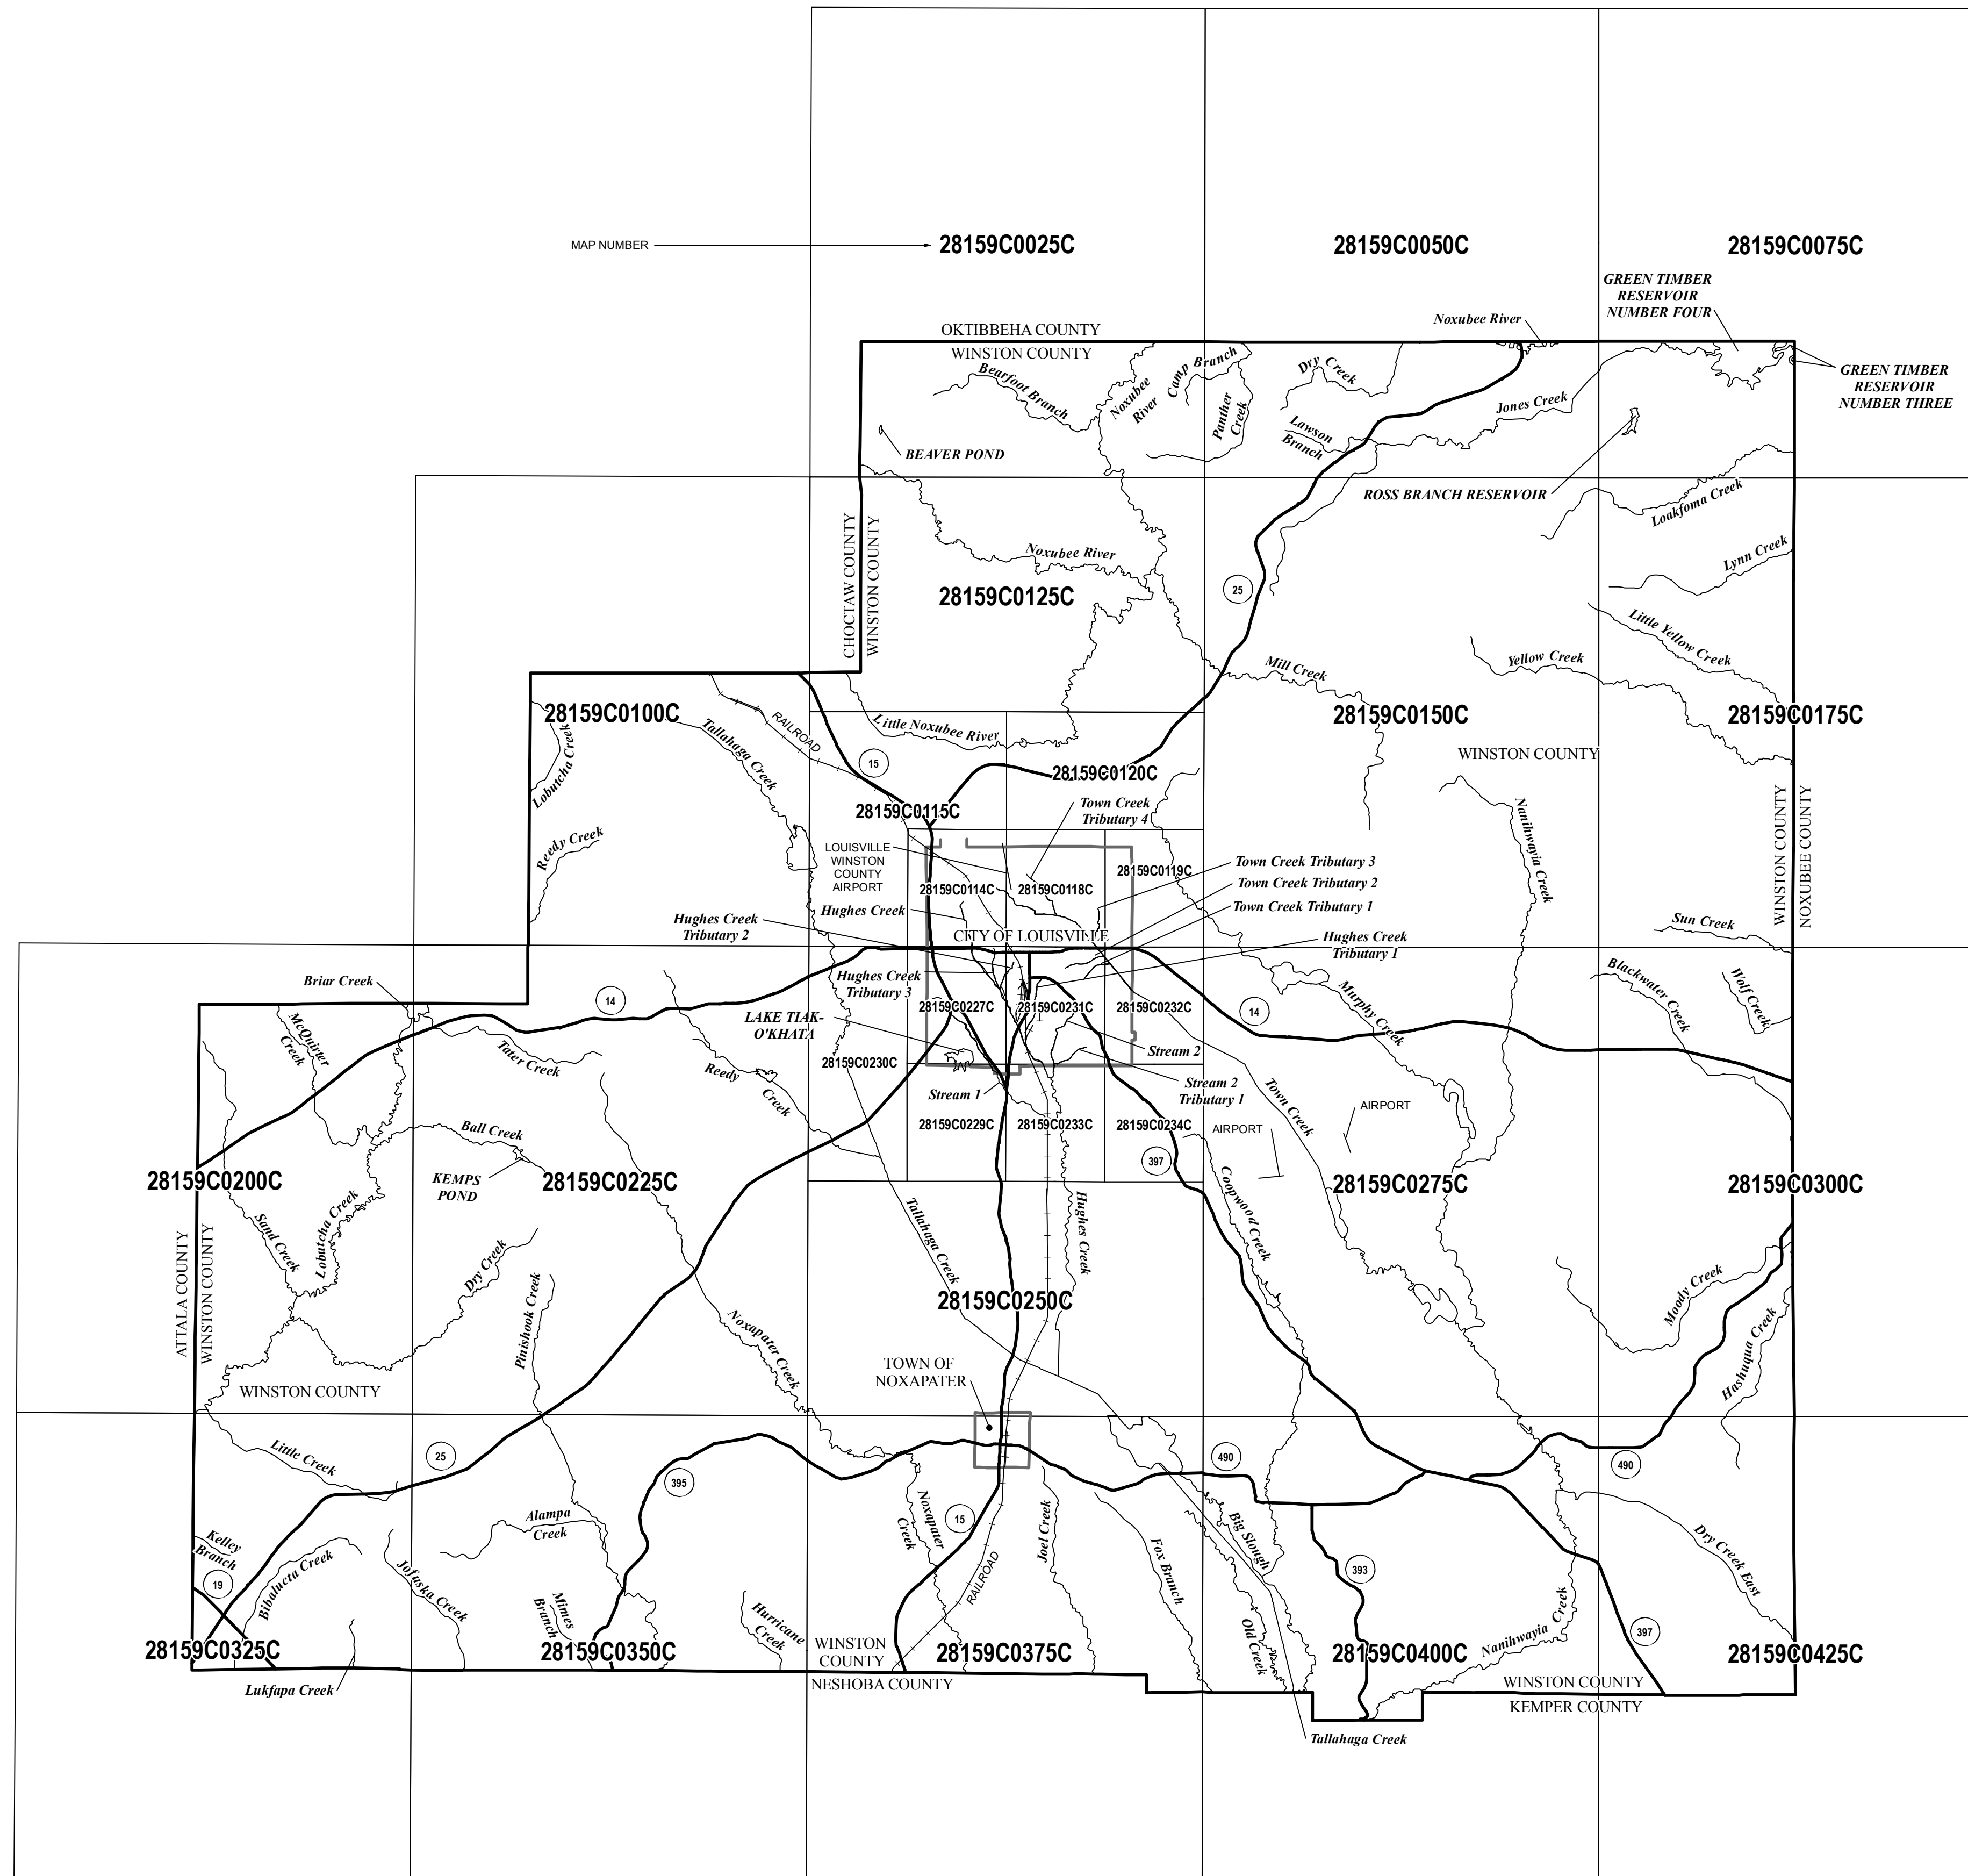 MAP NUMBER
28159C0025C
28159C0050C
28159C0075C
GREEN TIMBER
RESERVOIR
NUMBER FOUR
Noxubee River
OKTIBBEHA COUNTY
WINSTON COUNTY
GREEN TIMBER
RESERVOIR
NUMBER THREE
Bearfoot Branch
Noxubee
River
Camp Branch
Panther
Creek
Dry Creek
Lawson
Branch
Jones Creek
BEAVER POND
ROSS BRANCH RESERVOIR
Loakfoma Creek
CHOCTAW COUNTY
WINSTON COUNTY
Noxubee River
Lynn Creek
28159C0125C
25
Little Yellow Creek
Yellow Creek
Mill Creek
28159C0100C
28159C0150C
28159C0175C
Lobutcha Creek
Tallahaga Creek
RAILROAD
Little Noxubee River
15
WINSTON COUNTY
28159C0120C
28159C0115C
Town Creek
Tributary 4
Nanihwayia Creek
WINSTON COUNTY
NOXUBEE COUNTY
Reedy Creek
LOUISVILLE
WINSTON
COUNTY
AIRPORT
28159C0114C
28159C0118C
28159C0119C
Town Creek Tributary 3
Town Creek Tributary 2
Town Creek Tributary 1
Hughes Creek
Hughes Creek
Tributary 2
CITY OF LOUISVILLE
Hughes Creek
Tributary 1
Sun Creek
Briar Creek
Hughes Creek
Tributary 3
14
28159C0227C
28159C0231C
28159C0232C
14
Murphy Creek
Blackwater Creek
Wolf Creek
McQuirter
Creek
LAKE TIAK-
O'KHATA
Tater Creek
Reedy
Creek
28159C0230C
Stream 2
Stream 1
Stream 2
Tributary 1
Town Creek
AIRPORT
AIRPORT
28159C0229C
28159C0233C
28159C0234C
Ball Creek
397
28159C0200C
KEMPS
POND
28159C0225C
28159C0275C
28159C0300C
ATTALA COUNTY
WINSTON COUNTY
Sand Creek
Lobutcha Creek
Dry Creek
Pinishook Creek
Tallahaga Creek
Hughes Creek
Coopwood Creek
28159C0250C
Noxapater Creek
Moody Creek
Hashuqua Creek
WINSTON COUNTY
TOWN OF
NOXAPATER
Little Creek
25
395
490
490
Noxapater
Creek
15
Joel Creek
Fox Branch
Big Slough
Alampa
Creek
Kelley
Branch
19
Bibalucta Creek
Jofuska Creek
Mimes
Branch
Hurricane
Creek
RAILROAD
Old Creek
393
Nanihwayia
Creek
Dry Creek East
397
28159C0325C
28159C0350C
28159C0375C
28159C0400C
28159C0425C
WINSTON
COUNTY
NESHOBA COUNTY
Lukfapa Creek
WINSTON COUNTY
KEMPER COUNTY
Tallahaga Creek